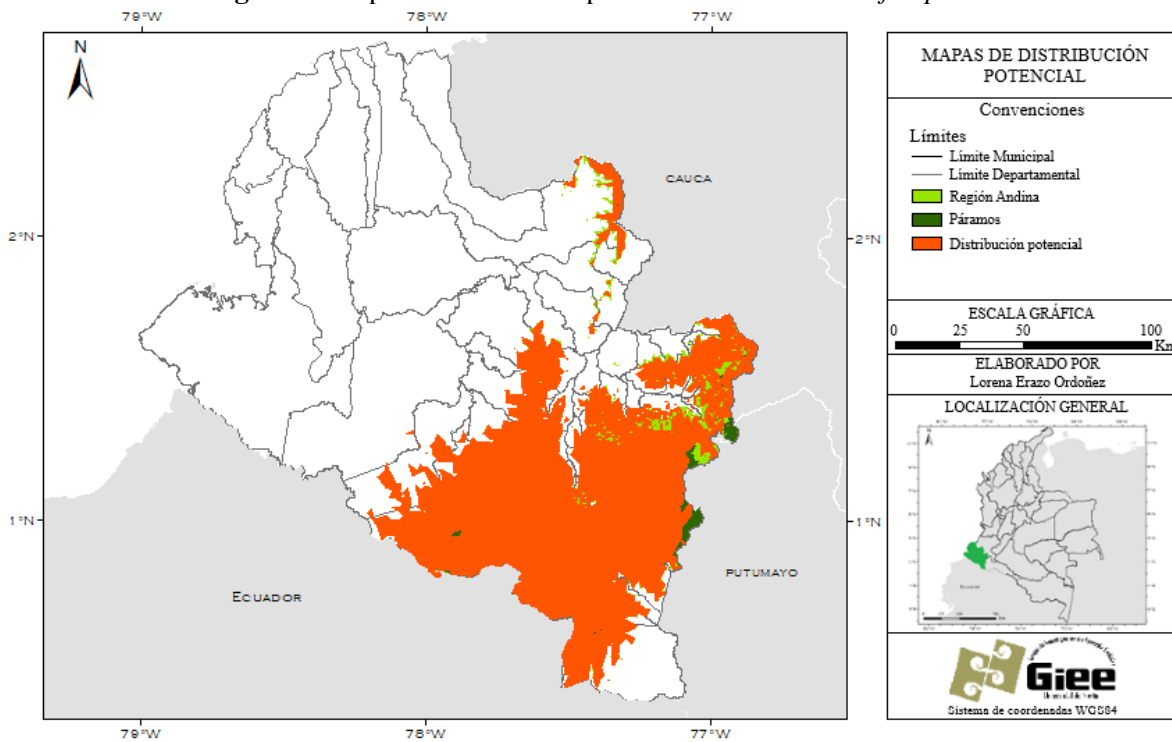 79°W 78°W 77°W
N
CAUCA
2°N 2°N
1°N 1°N
PUTUMAYO
ECUADOR
79°W 78°W 77°W
MAPAS DE DISTRIBUCIÓN
POTENCIAL
Convenciones
Límites
Límite Municipal
Límite Departamental
Región Andina
Páramos
Distribución potencial
ESCALA GRÁFICA
0 25 50 100
Km
ELABORADO POR
Lorena Erazo Ordoñez
LOCALIZACIÓN GENERAL
N
ECUADOR
Giee
Sistema de coordenadas WGS84